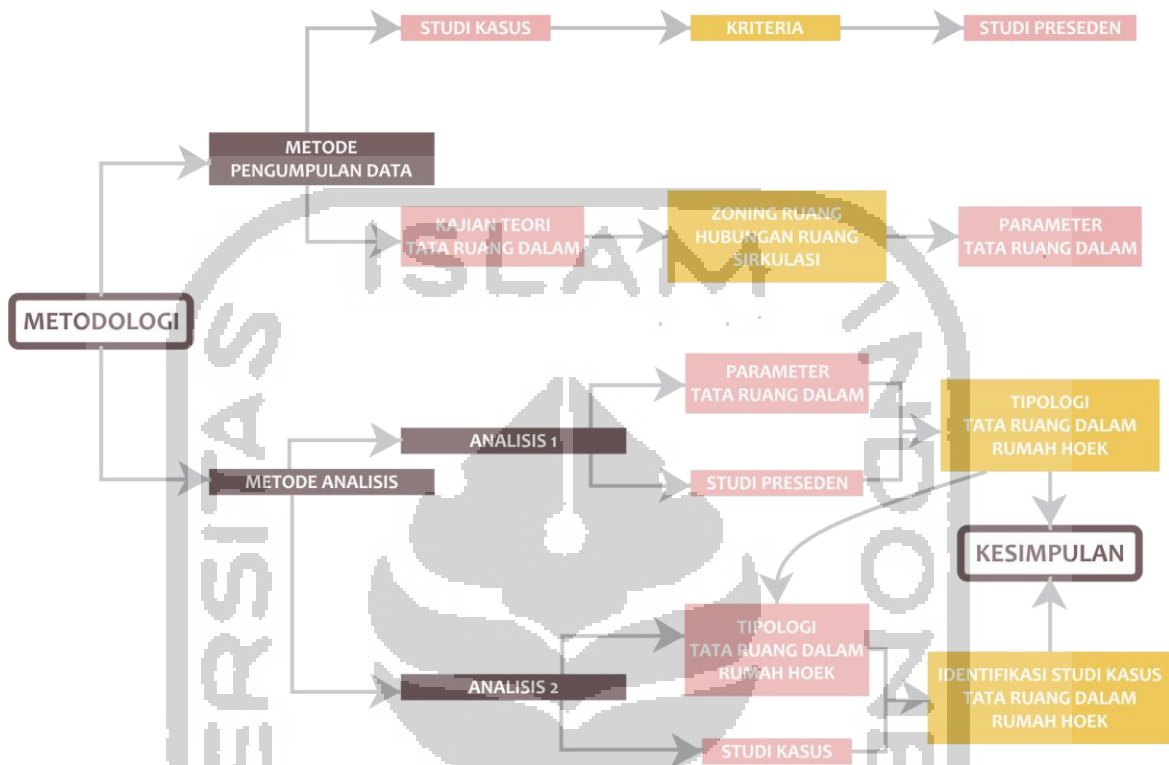 STUDI KASUS
KRITERIA
STUDI PRESEDEN
METODE
PENGUMPULAN DATA
KAJIAN TEORI
TATA RUANG DALAM
ZONING RUANG
HUBUNGAN RUANG
SIRKULASI
PARAMETER
TATA RUANG DALAM
ISLAM
METODOLOGI
PARAMETER
TATA RUANG DALAM
ANALISIS 1
METODE ANALISIS
STUDI PRESEDEN
TIPOLOGI
TATA RUANG DALAM
RUMAH HOEK
KESIMPULAN
TIPOLOGI
TATA RUANG DALAM
RUMAH HOEK
ANALISIS 2
STUDI KASUS
IDENTIFIKASI STUDI KASUS
TATA RUANG DALAM
RUMAH HOEK
ERSITAS